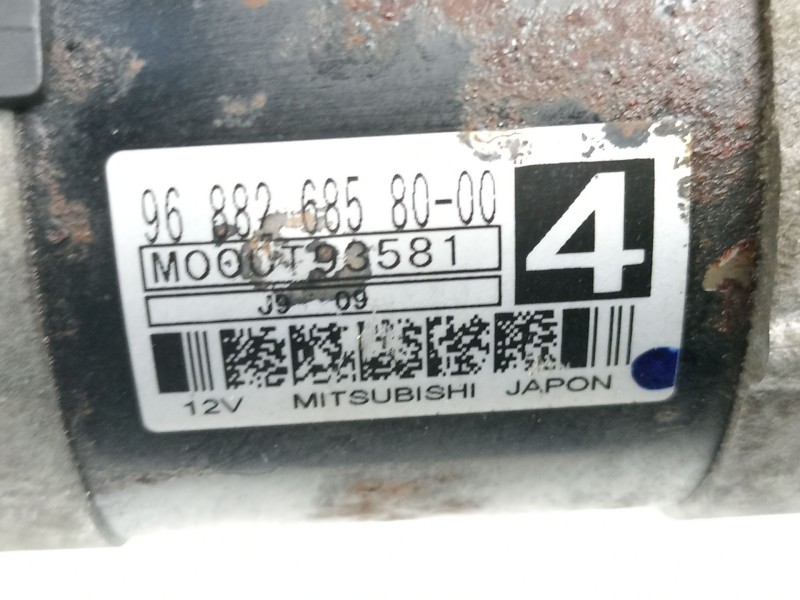 96 882 685 80-00
4
M000T93581
J9 09
12V MITSUBISHI JAPON